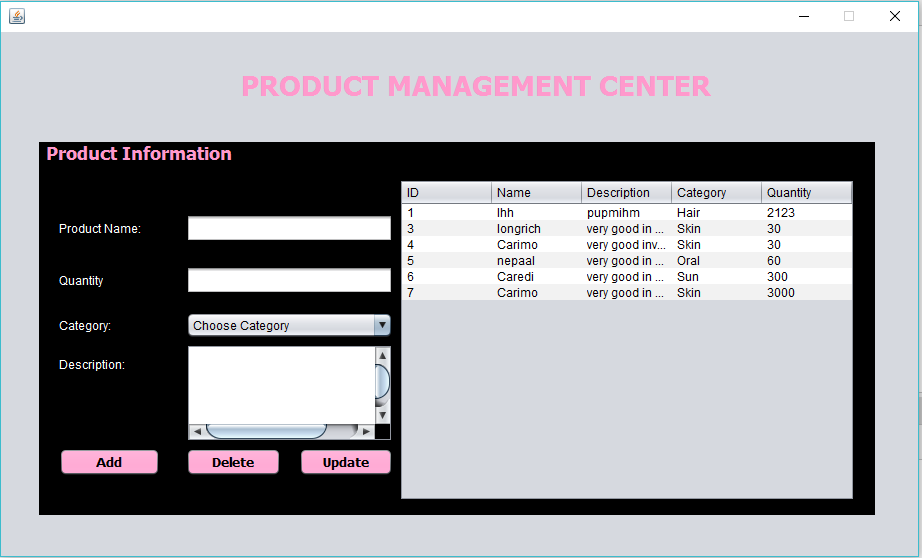 PRODUCT MANAGEMENT CENTER
Product Information
Product Name:
Quantity
Category:
Choose Category
Description:
Add Delete Update
ID Name Description Category Quantity
1 lhh pupmihm Hair 2123
3 longrich very good in ... Skin 30
4 Carimo very good inv... Skin 30
5 nepaal very good in ... Oral 60
6 Caredi very good in ... Sun 300
7 Carimo very good in ... Skin 3000